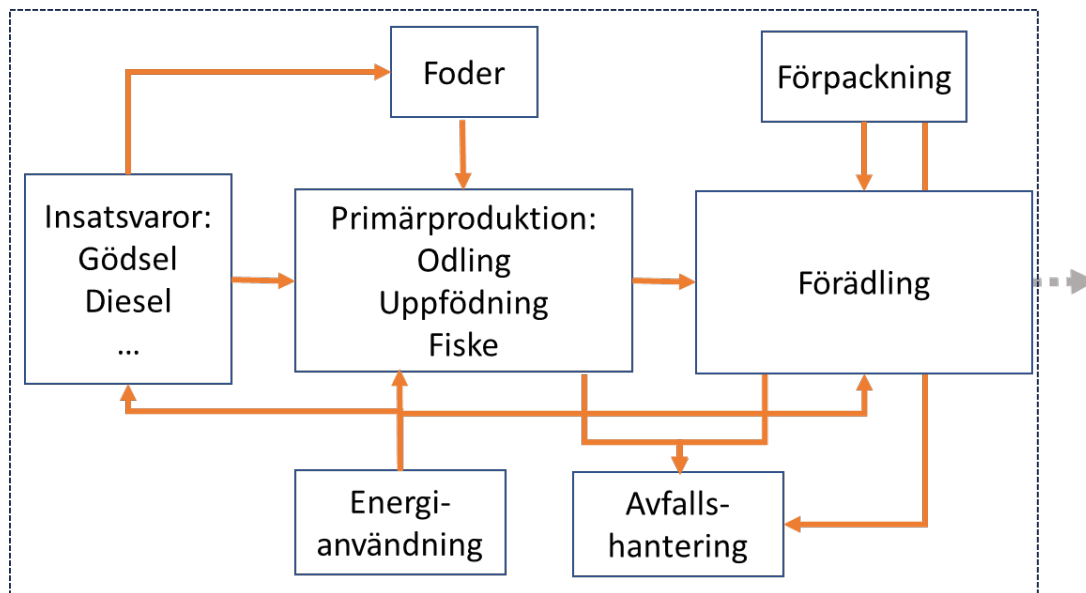 Foder
Förpackning
Insatsvaror:
Gödsel
Diesel
...
Primärproduktion:
Odling
Uppfödning
Fiske
Förädling
Energi-
användning
Avfalls-
hantering